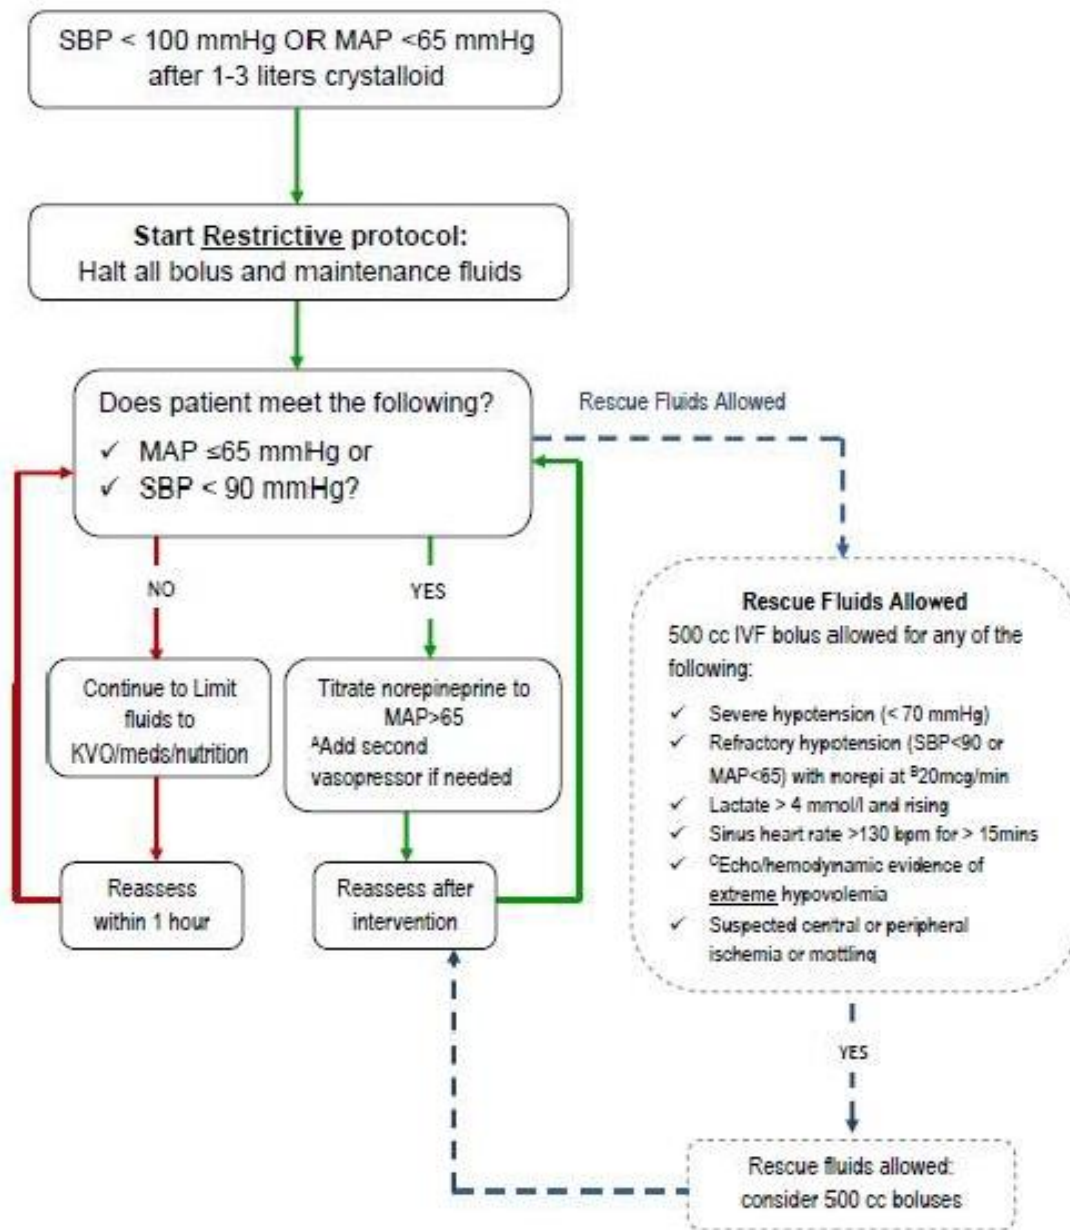 SBP < 100 mmHg OR MAP <65 mmHg
after 1-3 liters crystalloid
Start Restrictive protocol:
Halt all bolus and maintenance fluids
Does patient meet the following?
✓ MAP ≤65 mmHg or
✓ SBP < 90 mmHg?
Rescue Fluids Allowed
NO
YES
Continue to Limit
fluids to
KVO/meds/nutrition
Titrate norepineprine to
MAP>65
ᴬAdd second
vasopressor if needed
Reassess
within 1 hour
Reassess after
intervention
Rescue Fluids Allowed
500 cc IVF bolus allowed for any of the
following:
✓ Severe hypotension (< 70 mmHg)
✓ Refractory hypotension (SBP<90 or
MAP<65) with norepi at ᴮ20mcg/min
✓ Lactate > 4 mmol/l and rising
✓ Sinus heart rate >130 bpm for > 15mins
✓ ᶜEcho/hemodynamic evidence of
extreme hypovolemia
✓ Suspected central or peripheral
ischemia or mottling
YES
Rescue fluids allowed:
consider 500 cc boluses